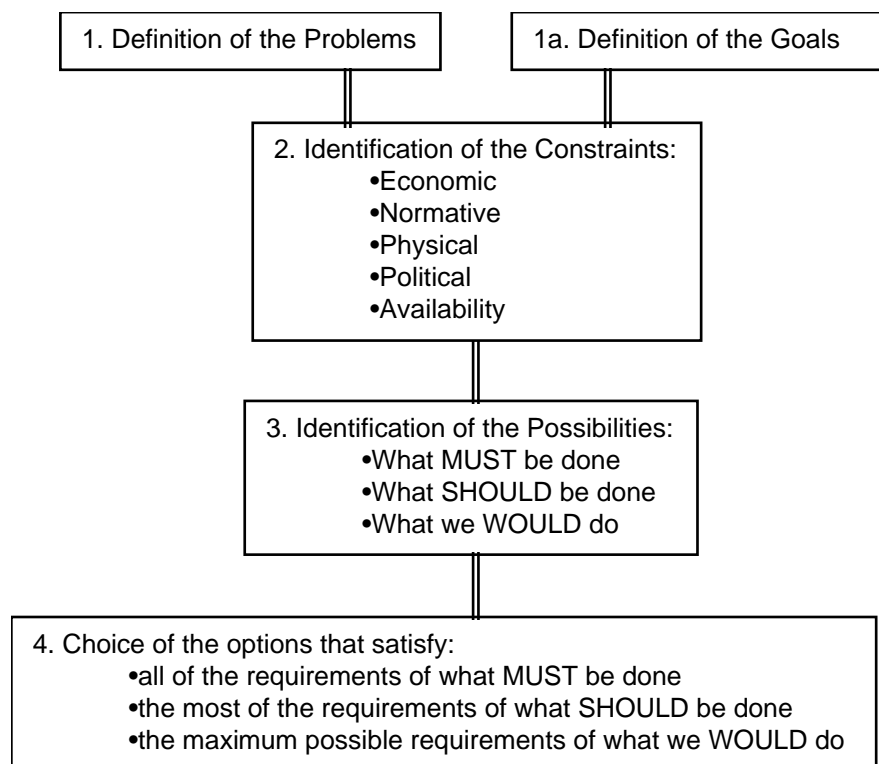 1. Definition of the Problems
1a. Definition of the Goals
2. Identification of the Constraints:
•Economic
•Normative
•Physical
•Political
•Availability
3. Identification of the Possibilities:
•What MUST be done
•What SHOULD be done
•What we WOULD do
4. Choice of the options that satisfy:
•all of the requirements of what MUST be done
•the most of the requirements of what SHOULD be done
•the maximum possible requirements of what we WOULD do